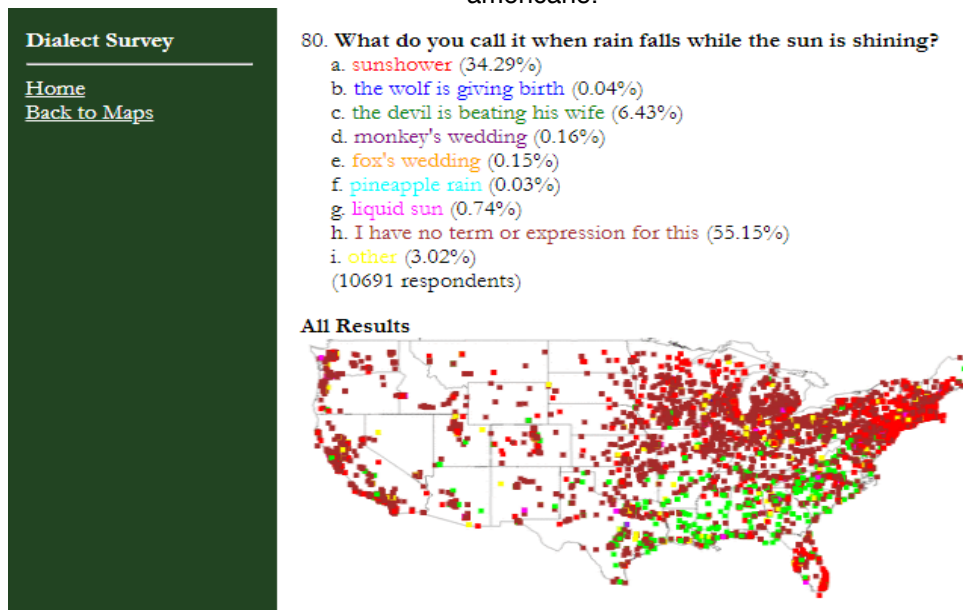 americano.
Dialect Survey
Home
Back to Maps
80. What do you call it when rain falls while the sun is shining?
a. sunshower (34.29%)
b. the wolf is giving birth (0.04%)
c. the devil is beating his wife (6.43%)
d. monkey's wedding (0.16%)
e. fox's wedding (0.15%)
f. pineapple rain (0.03%)
g. liquid sun (0.74%)
h. I have no term or expression for this (55.15%)
i. other (3.02%)
(10691 respondents)
All Results